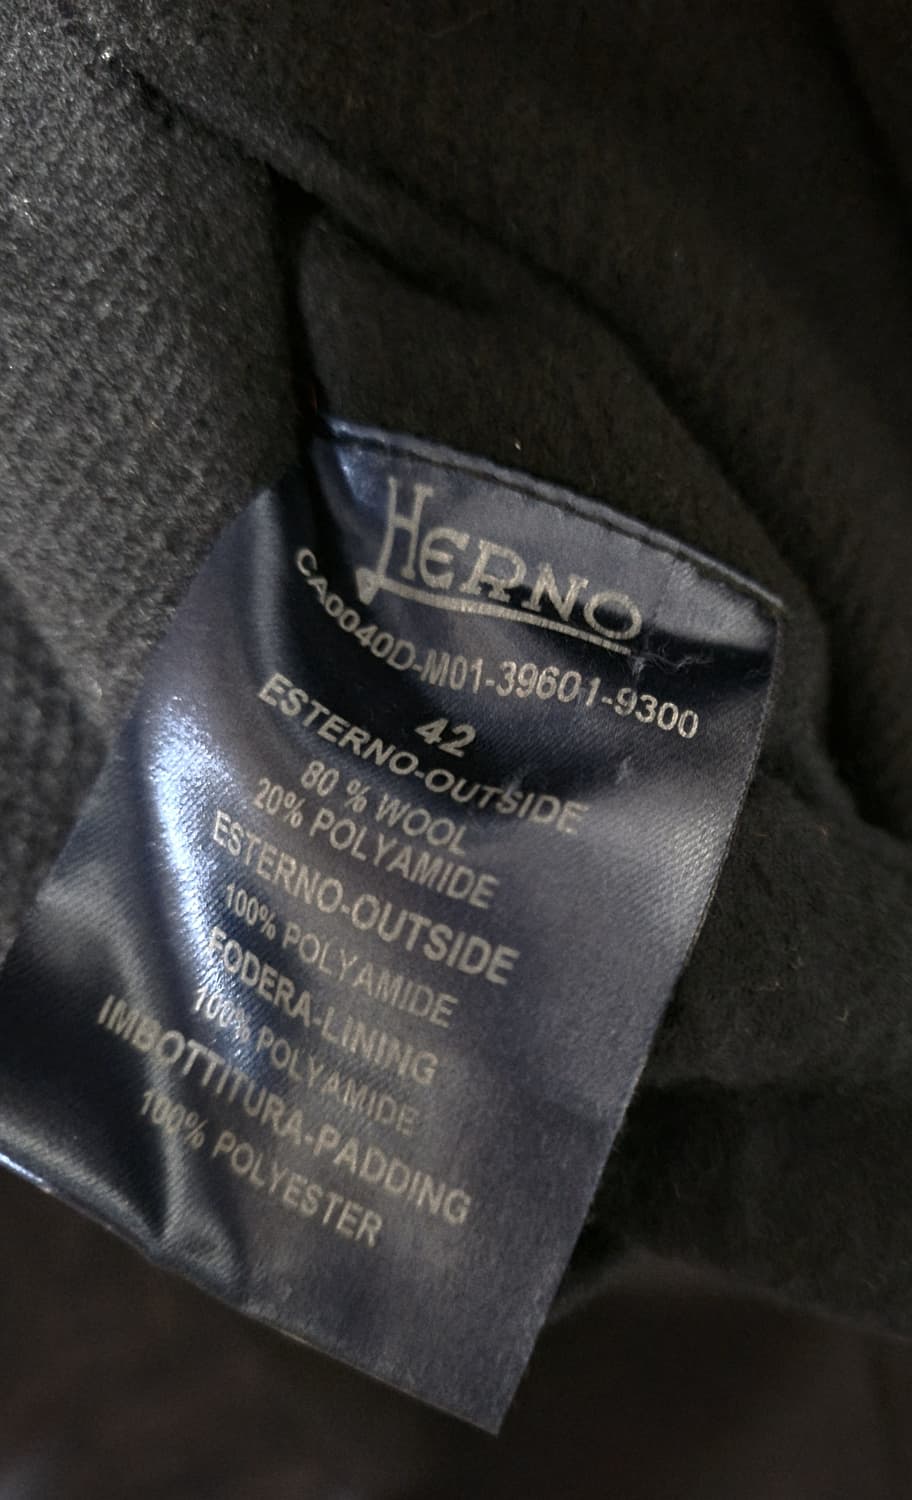 HERNO
CA0040D-M01-39601-9300
42
ESTERNO-OUTSIDE
80 % WOOL
20% POLYAMIDE
ESTERNO-OUTSIDE
100% POLYAMIDE
FODERA-LINING
100% POLYAMIDE
IMBOTTITURA-PADDING
100% POLYESTER